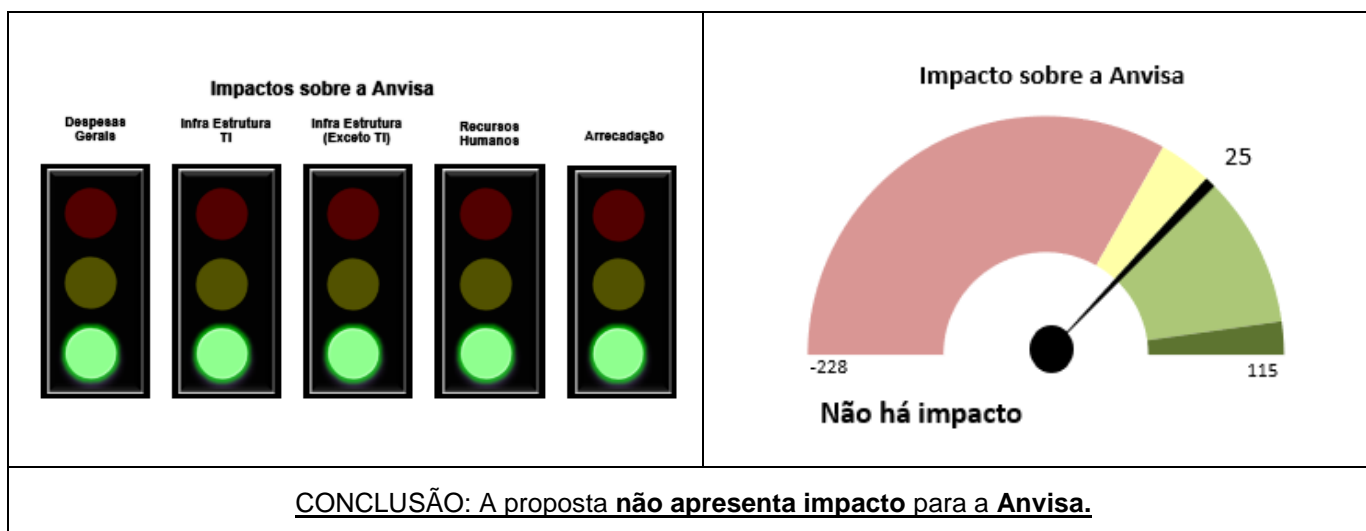 Impactos sobre a Anvisa
Despesas
Gerais
Infra Estrutura
TI
Infra Estrutura
(Exceto TI)
Recursos
Humanos
Arrecadação
Impacto sobre a Anvisa
25
-228
115
Não há impacto
CONCLUSÃO: A proposta não apresenta impacto para a Anvisa.